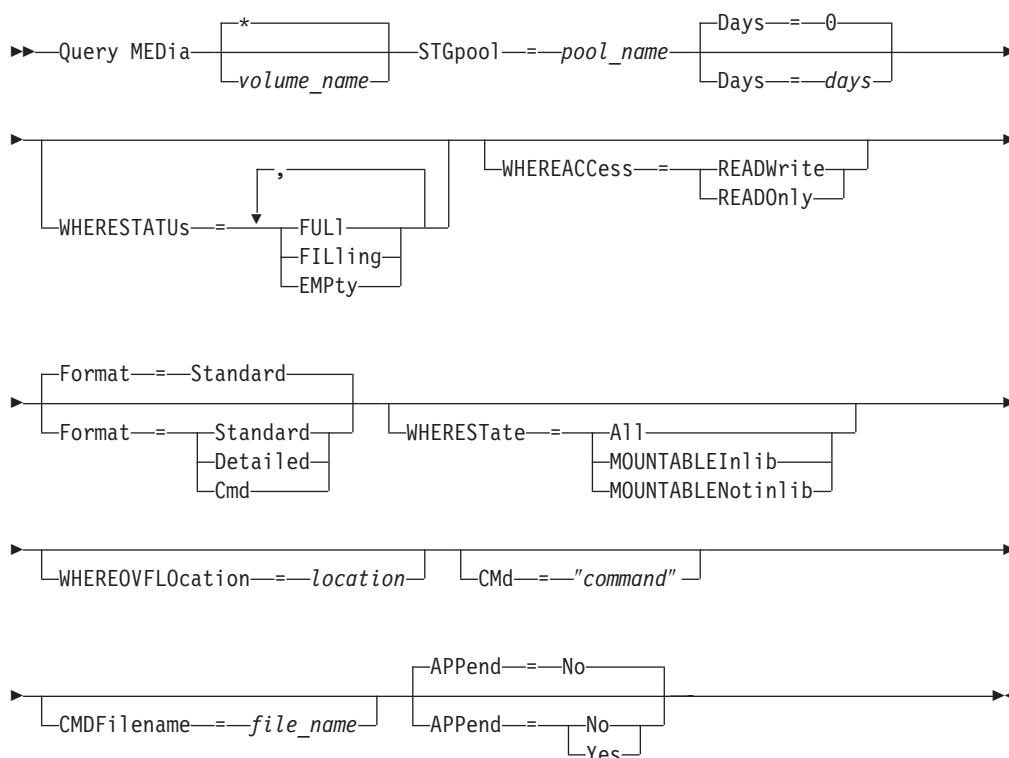 * Days = 0
Query MEDia STGpool = pool_name
volume_name Days = days
,
WHEREACCess = READWrite
READOnly
WHERESTATUs = FULl
FILling
EMPty
Format = Standard
Format = Standard
Detailed
Cmd
WHERESTate = All
MOUNTABLEInlib
MOUNTABLENotinlib
WHEREOVFLOcation = location CMd = "command"
APPend = No
CMDFilename = file_name APPend = No
Yes